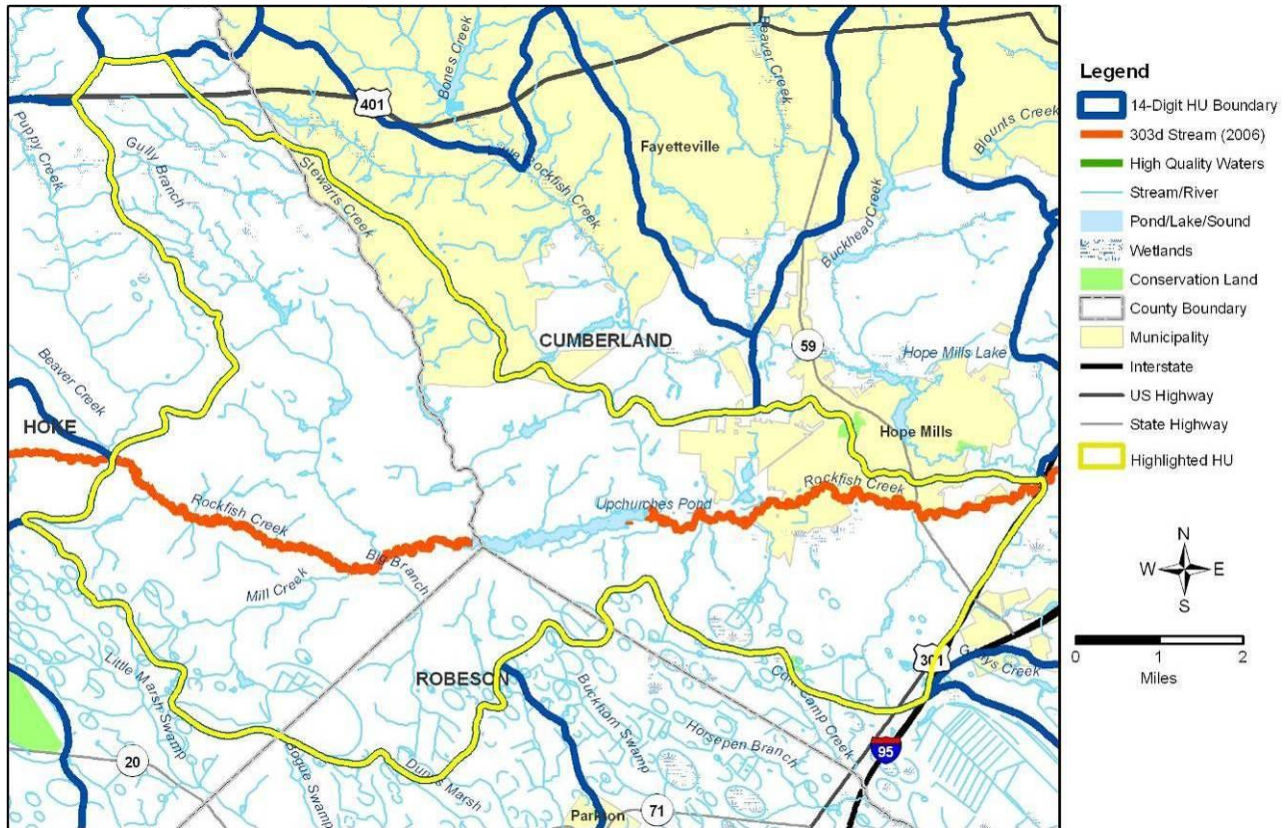 Beaver Creek
Bones Creek
401
Puppy Creek
Gully Branch
Stewarts Creek
Rockfish Creek
Fayetteville
Blounts Creek
Buckhead Creek
CUMBERLAND
59
Hope Mills Lake
Beaver Creek
HOKE
Hope Mills
Rockfish Creek
Upchurches Pond
Rockfish Creek
Big Branch
Mill Creek
Little Marsh Swamp
ROBESON
Buckhorn Swamp
Camp Creek
301
Horsepen Branch
95
20
Bogue Swamp
Marsh
Parkton
71
Legend
14-Digit HU Boundary
303d Stream (2006)
High Quality Waters
Stream/River
Pond/Lake/Sound
Wetlands
Conservation Land
County Boundary
Municipality
Interstate
US Highway
State Highway
Highlighted HU
N
W E
S
0 1 2
Miles